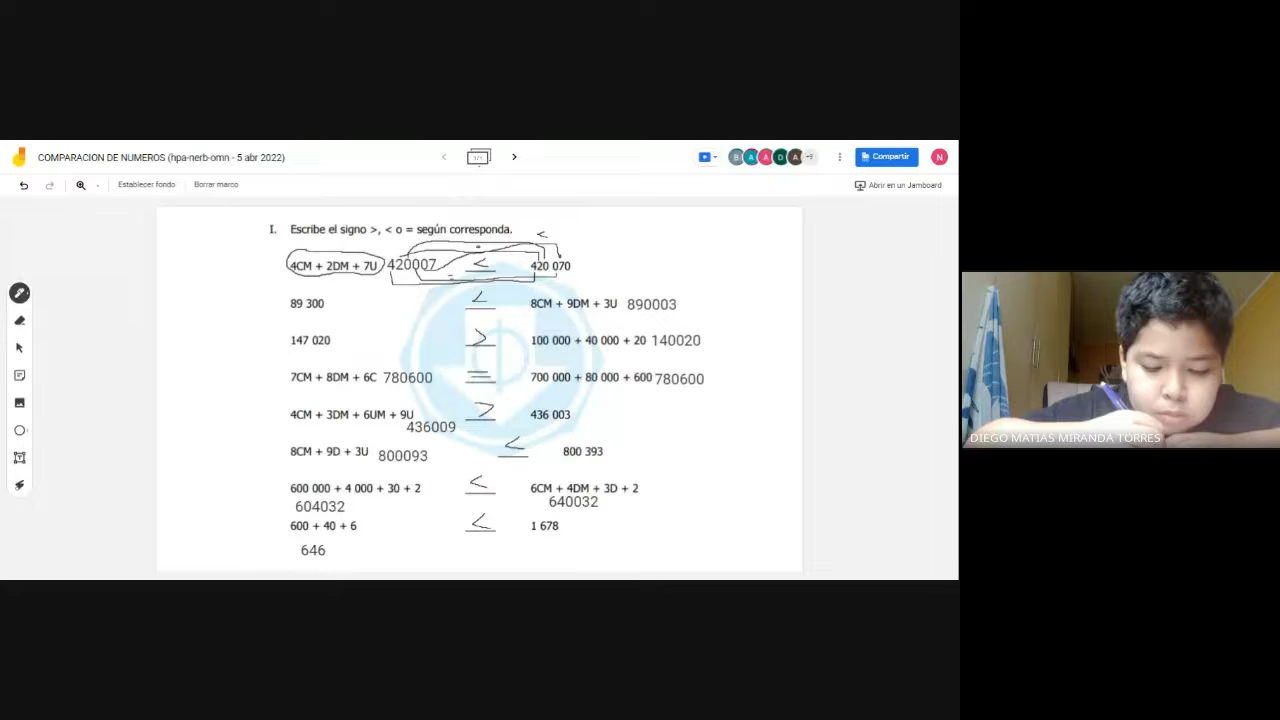 COMPARACION DE NUMEROS (hpa-nerb-omn - 5 abr 2022)
1/1
B A A D A +9
Compartir
N
Establecer fondo
Borrar marco
Abrir en un Jamboard
I. Escribe el signo >, < o = según corresponda.
<
4CM + 2DM + 7U 420007 < 420 070
=
89 300 < 8CM + 9DM + 3U 890003
147 020 > 100 000 + 40 000 + 20 140020
7CM + 8DM + 6C 780600 = 700 000 + 80 000 + 600 780600
4CM + 3DM + 6UM + 9U > 436 003
436009
8CM + 9D + 3U 800093 < 800 393
600 000 + 4 000 + 30 + 2 < 6CM + 4DM + 3D + 2
604032 640032
600 + 40 + 6 < 1 678
646
DIEGO MATIAS MIRANDA TORRES